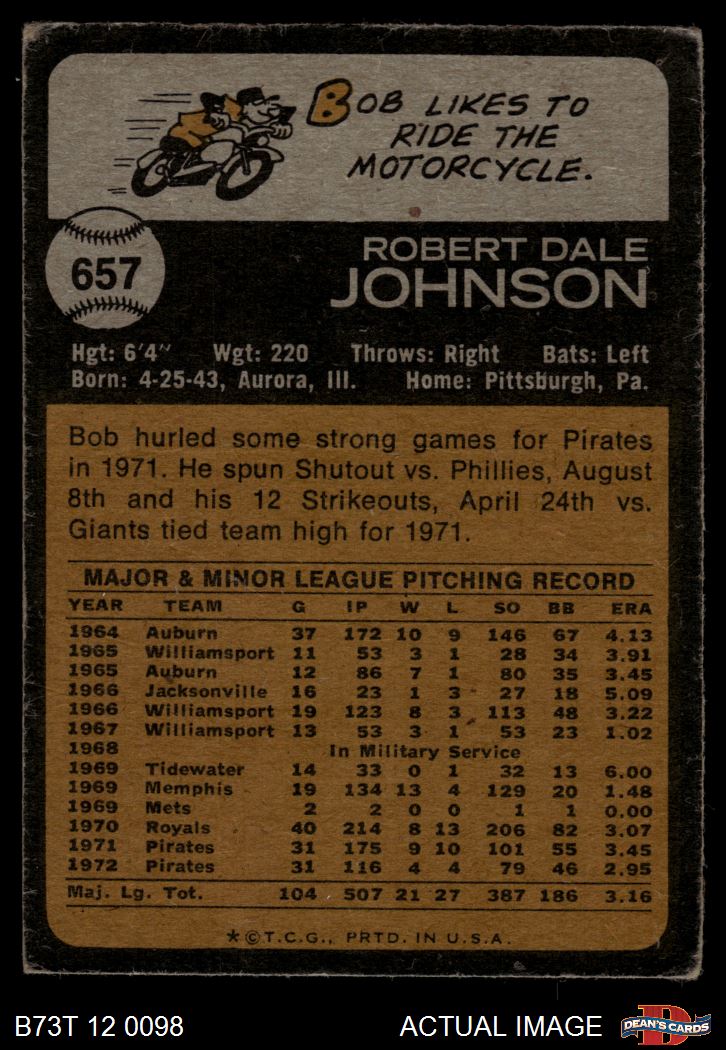 BOB LIKES TO
RIDE THE
MOTORCYCLE.
657
ROBERT DALE
JOHNSON
Hgt: 6'4" Wgt: 220 Throws: Right Bats: Left
Born: 4-25-43, Aurora, Ill. Home: Pittsburgh, Pa.
Bob hurled some strong games for Pirates
in 1971. He spun Shutout vs. Phillies, August
8th and his 12 Strikeouts, April 24th vs.
Giants tied team high for 1971.
MAJOR & MINOR LEAGUE PITCHING RECORD
YEAR TEAM G IP W L SO BB ERA
1964 Auburn 37 172 10 9 146 67 4.13
1965 Williamsport 11 53 3 1 28 34 3.91
1965 Auburn 12 86 7 1 80 35 3.45
1966 Jacksonville 16 23 1 3 27 18 5.09
1966 Williamsport 19 123 8 3 113 48 3.22
1967 Williamsport 13 53 3 1 53 23 1.02
1968 In Military Service
1969 Tidewater 14 33 0 1 32 13 6.00
1969 Memphis 19 134 13 4 129 20 1.48
1969 Mets 2 2 0 0 1 1 0.00
1970 Royals 40 214 8 13 206 82 3.07
1971 Pirates 31 175 9 10 101 55 3.45
1972 Pirates 31 116 4 4 79 46 2.95
Maj. Lg. Tot. 104 507 21 27 387 186 3.16
*©T.C.G., PRTD. IN U.S.A.
B73T 12 0098 ACTUAL IMAGE
D
DEAN'S CARDS